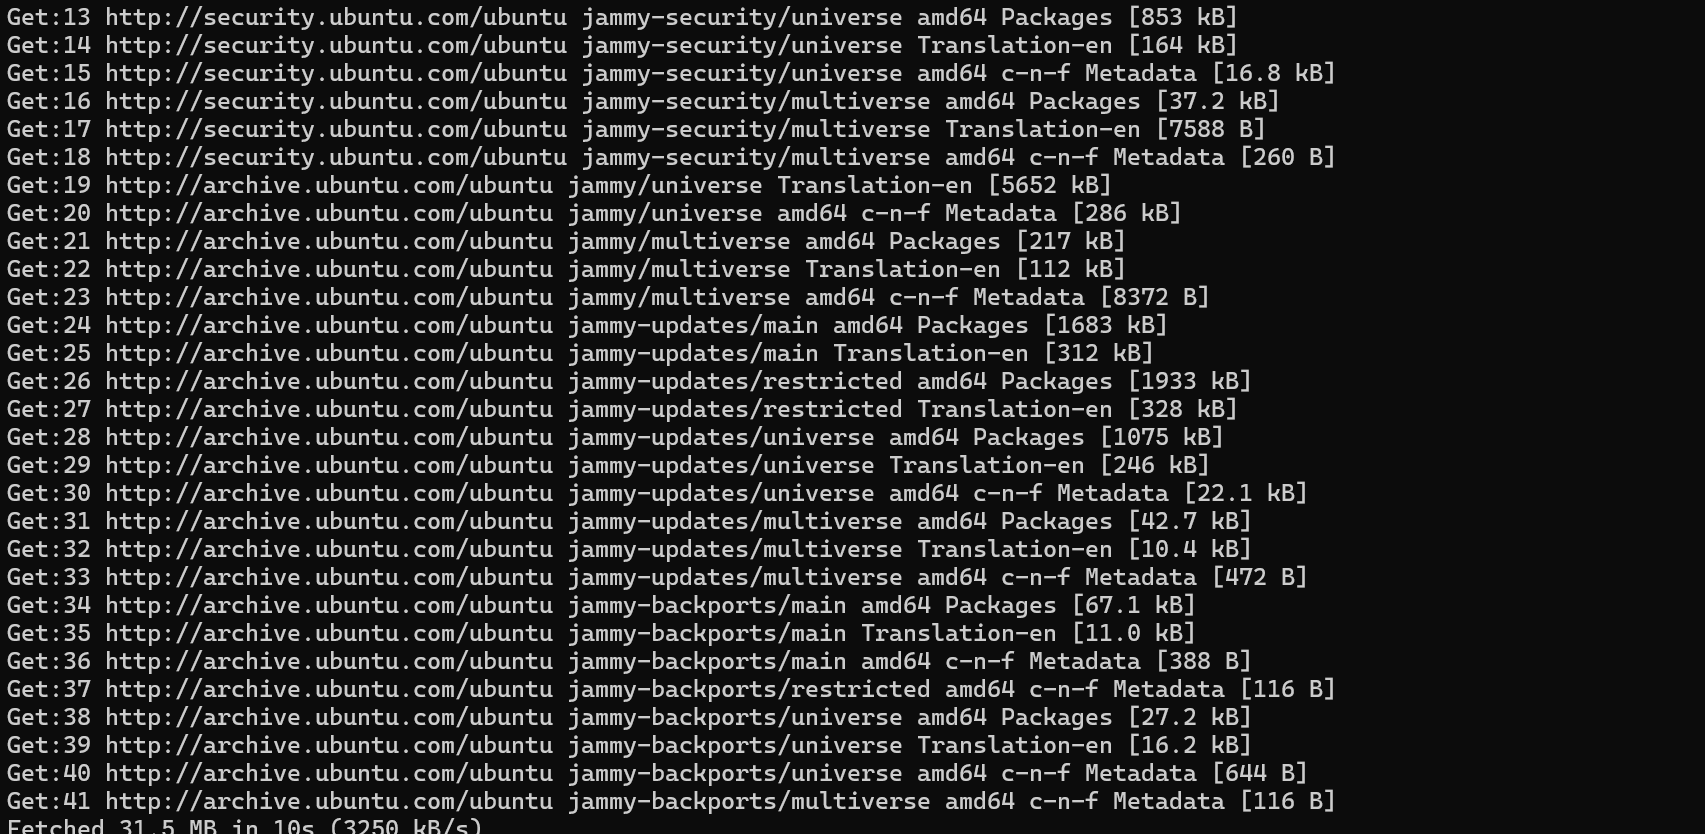 Get:13 http://security.ubuntu.com/ubuntu jammy-security/universe amd64 Packages [853 kB]
Get:14 http://security.ubuntu.com/ubuntu jammy-security/universe Translation-en [164 kB]
Get:15 http://security.ubuntu.com/ubuntu jammy-security/universe amd64 c-n-f Metadata [16.8 kB]
Get:16 http://security.ubuntu.com/ubuntu jammy-security/multiverse amd64 Packages [37.2 kB]
Get:17 http://security.ubuntu.com/ubuntu jammy-security/multiverse Translation-en [7588 B]
Get:18 http://security.ubuntu.com/ubuntu jammy-security/multiverse amd64 c-n-f Metadata [260 B]
Get:19 http://archive.ubuntu.com/ubuntu jammy/universe Translation-en [5652 kB]
Get:20 http://archive.ubuntu.com/ubuntu jammy/universe amd64 c-n-f Metadata [286 kB]
Get:21 http://archive.ubuntu.com/ubuntu jammy/multiverse amd64 Packages [217 kB]
Get:22 http://archive.ubuntu.com/ubuntu jammy/multiverse Translation-en [112 kB]
Get:23 http://archive.ubuntu.com/ubuntu jammy/multiverse amd64 c-n-f Metadata [8372 B]
Get:24 http://archive.ubuntu.com/ubuntu jammy-updates/main amd64 Packages [1683 kB]
Get:25 http://archive.ubuntu.com/ubuntu jammy-updates/main Translation-en [312 kB]
Get:26 http://archive.ubuntu.com/ubuntu jammy-updates/restricted amd64 Packages [1933 kB]
Get:27 http://archive.ubuntu.com/ubuntu jammy-updates/restricted Translation-en [328 kB]
Get:28 http://archive.ubuntu.com/ubuntu jammy-updates/universe amd64 Packages [1075 kB]
Get:29 http://archive.ubuntu.com/ubuntu jammy-updates/universe Translation-en [246 kB]
Get:30 http://archive.ubuntu.com/ubuntu jammy-updates/universe amd64 c-n-f Metadata [22.1 kB]
Get:31 http://archive.ubuntu.com/ubuntu jammy-updates/multiverse amd64 Packages [42.7 kB]
Get:32 http://archive.ubuntu.com/ubuntu jammy-updates/multiverse Translation-en [10.4 kB]
Get:33 http://archive.ubuntu.com/ubuntu jammy-updates/multiverse amd64 c-n-f Metadata [472 B]
Get:34 http://archive.ubuntu.com/ubuntu jammy-backports/main amd64 Packages [67.1 kB]
Get:35 http://archive.ubuntu.com/ubuntu jammy-backports/main Translation-en [11.0 kB]
Get:36 http://archive.ubuntu.com/ubuntu jammy-backports/main amd64 c-n-f Metadata [388 B]
Get:37 http://archive.ubuntu.com/ubuntu jammy-backports/restricted amd64 c-n-f Metadata [116 B]
Get:38 http://archive.ubuntu.com/ubuntu jammy-backports/universe amd64 Packages [27.2 kB]
Get:39 http://archive.ubuntu.com/ubuntu jammy-backports/universe Translation-en [16.2 kB]
Get:40 http://archive.ubuntu.com/ubuntu jammy-backports/universe amd64 c-n-f Metadata [644 B]
Get:41 http://archive.ubuntu.com/ubuntu jammy-backports/multiverse amd64 c-n-f Metadata [116 B]
Fetched 31.5 MB in 10s (3250 kB/s)